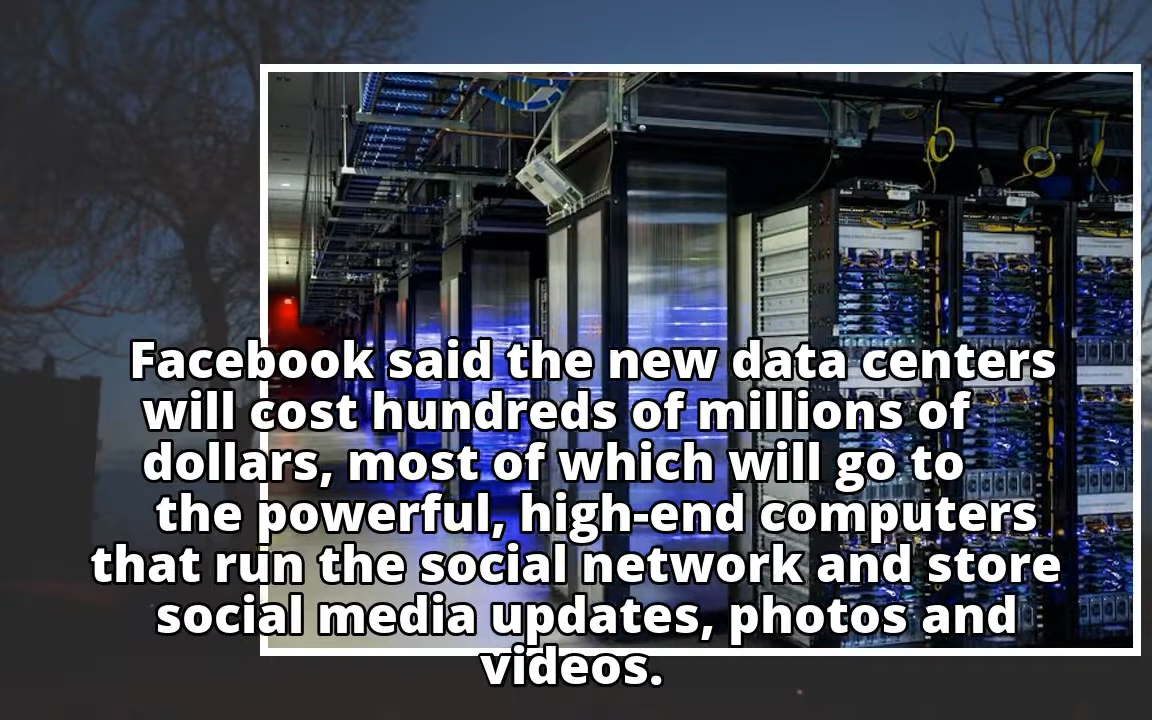 Facebook said the new data centers
will cost hundreds of millions of
dollars, most of which will go to
the powerful, high-end computers
that run the social network and store
social media updates, photos and
videos.